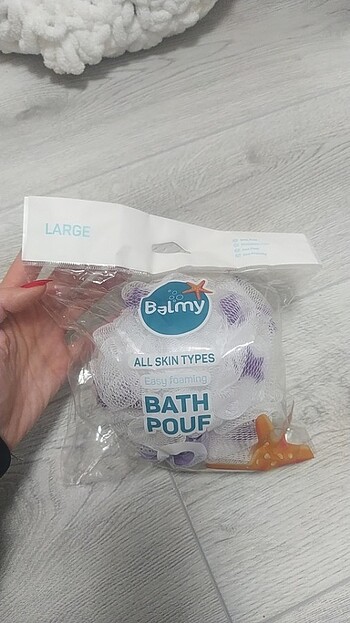 LARGE
Balmy
ALL SKIN TYPES
Easy foaming
BATH
POUF